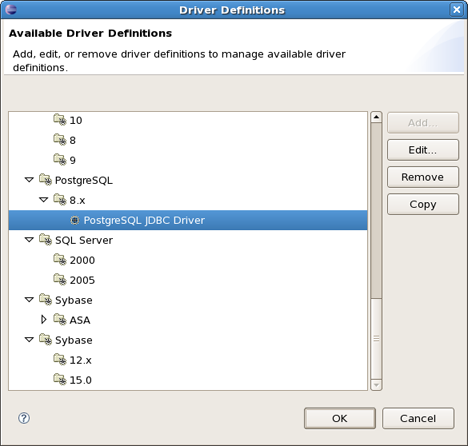 Driver Definitions
Available Driver Definitions
Add, edit, or remove driver definitions to manage available driver
definitions.
10
8
9
PostgreSQL
8.x
PostgreSQL JDBC Driver
SQL Server
2000
2005
Sybase
ASA
Sybase
12.x
15.0
Add...
Edit...
Remove
Copy
?
OK
Cancel